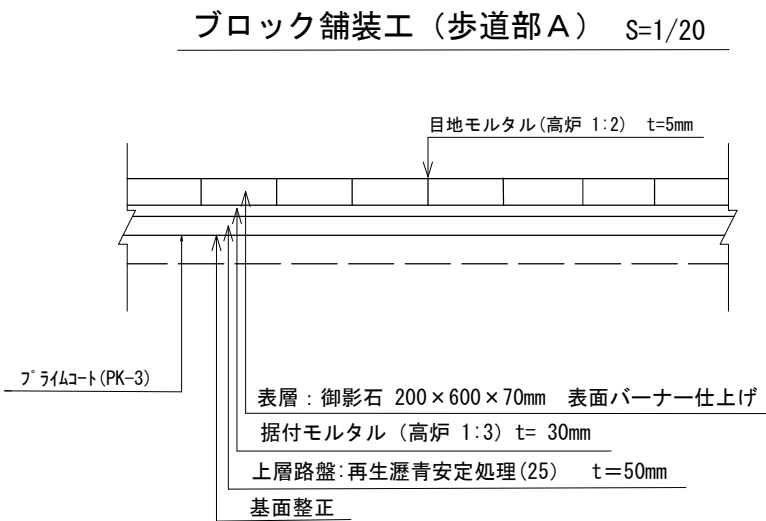 ブロック舗装工（歩道部Ａ） S=1/20
目地モルタル(高炉 1:2) t=5mm
ﾌﾟﾗｲﾑｺｰﾄ(PK-3)
表層：御影石 200×600×70mm 表面バーナー仕上げ
据付モルタル（高炉 1:3）t= 30mm
上層路盤:再生瀝青安定処理(25) t＝50mm
基面整正